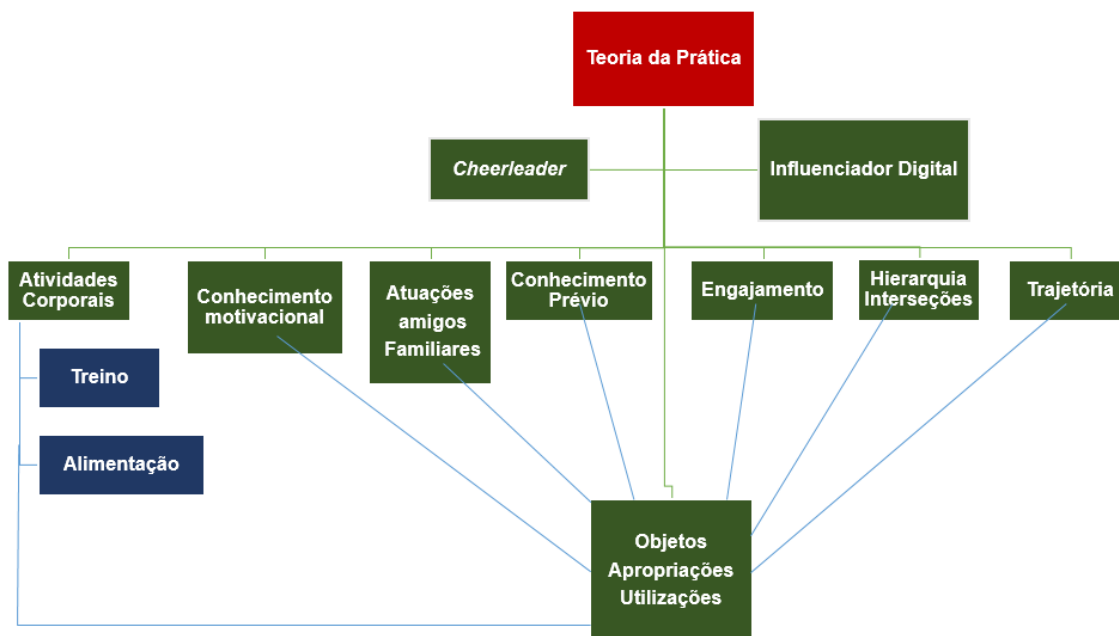 Teoria da Prática
Cheerleader
Influenciador Digital
Atividades
Corporais
Conhecimento
motivacional
Atuações
amigos
Familiares
Conhecimento
Prévio
Engajamento
Hierarquia
Interseções
Trajetória
Treino
Alimentação
Objetos
Apropriações
Utilizações